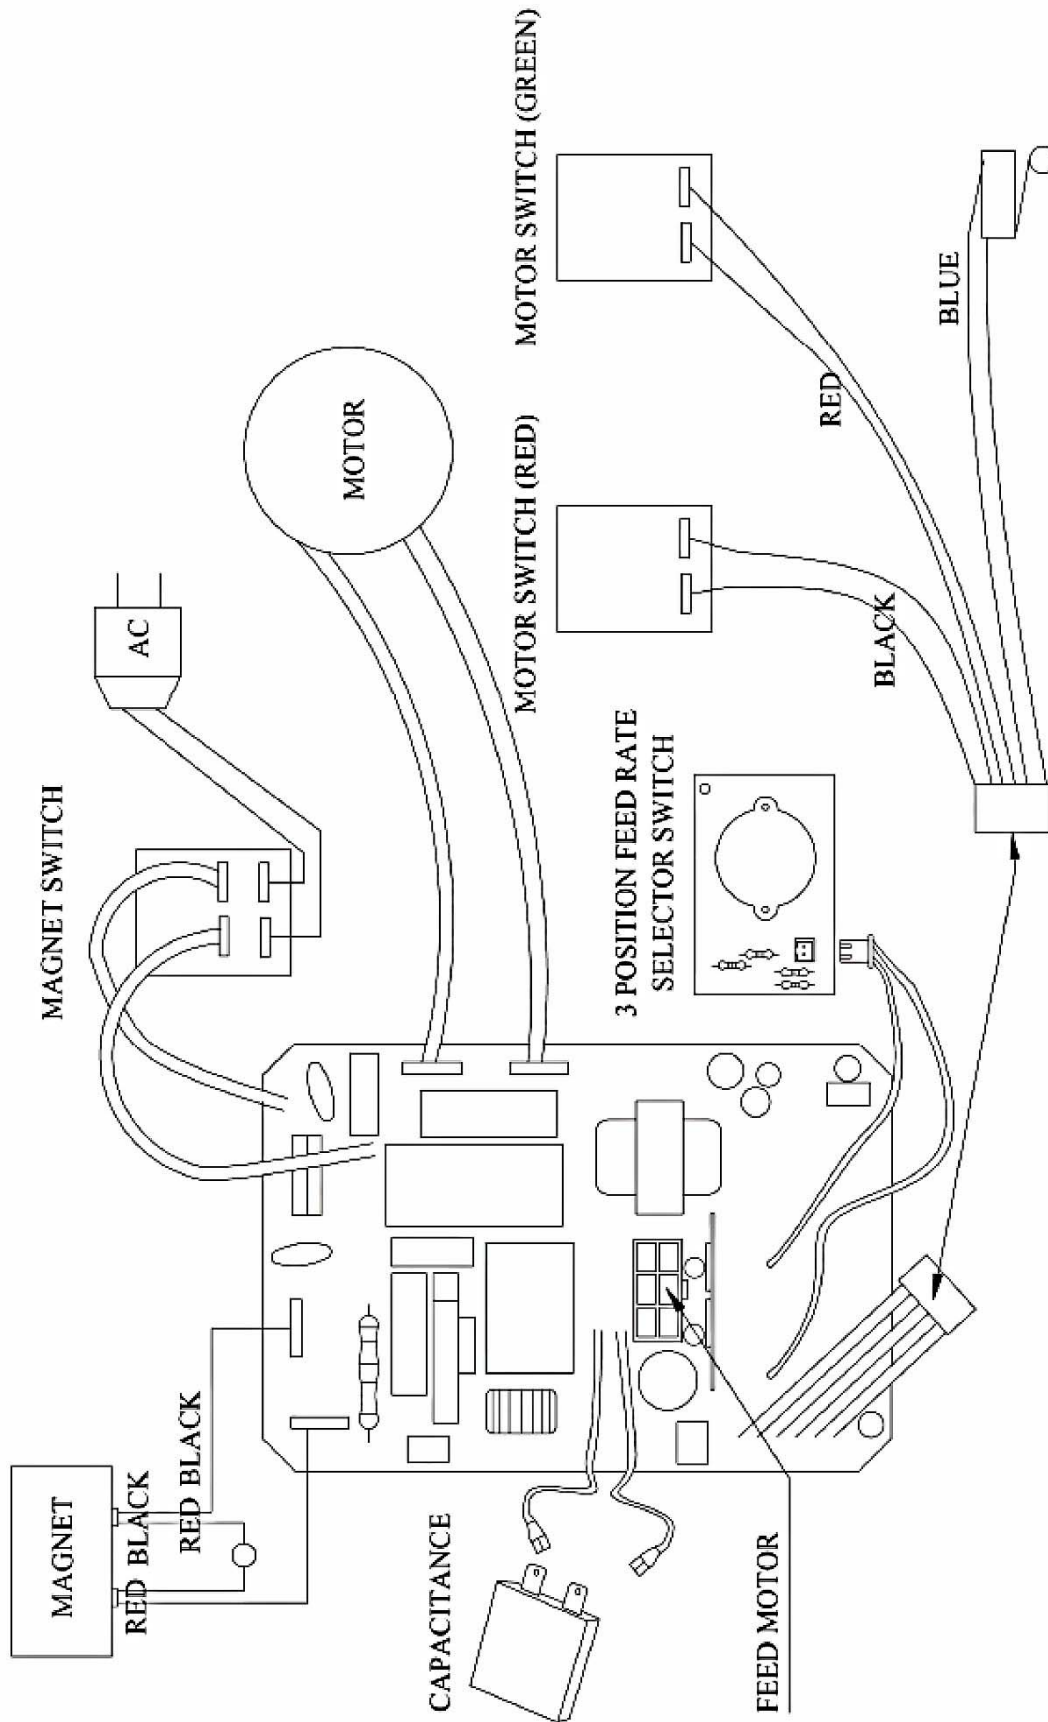 MAGNET
RED BLACK
RED BLACK
MAGNET SWITCH
AC
MOTOR
CAPACITANCE
FEED MOTOR
3 POSITION FEED RATE
SELECTOR SWITCH
MOTOR SWITCH (RED)
MOTOR SWITCH (GREEN)
BLACK
RED
BLUE